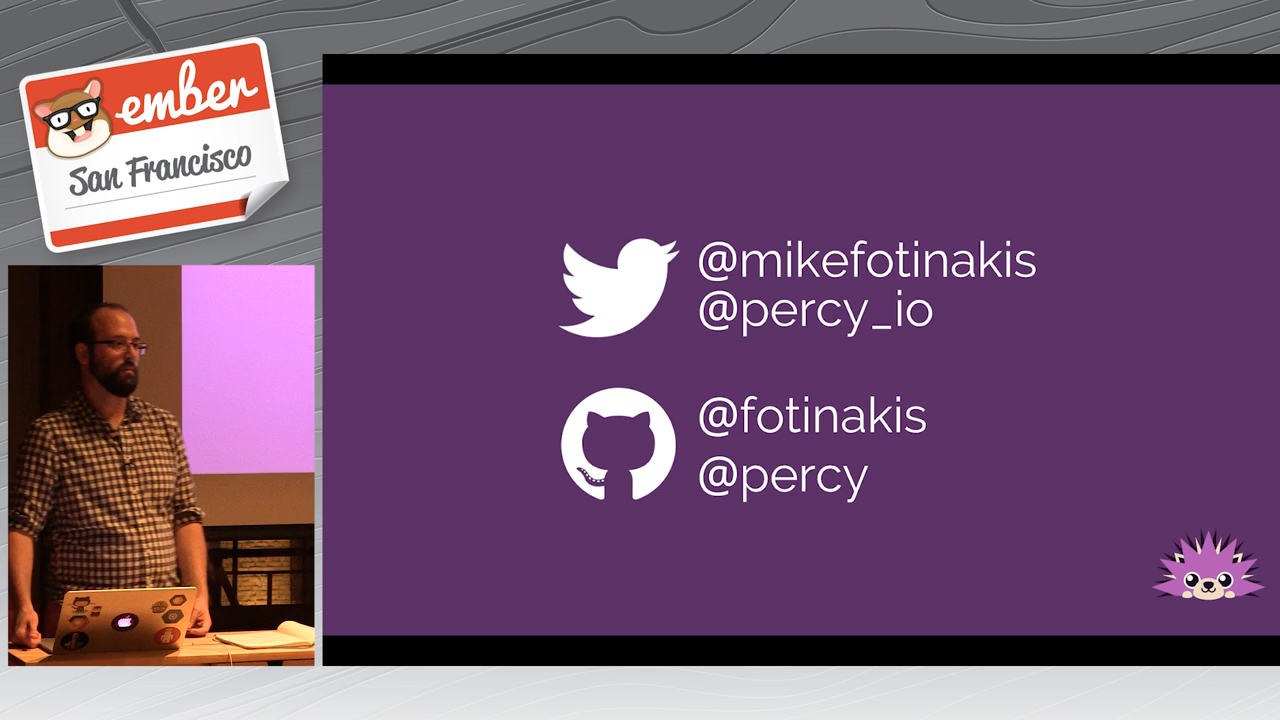 ember
San Francisco
@mikefotinakis
@percy_io
@fotinakis
@percy